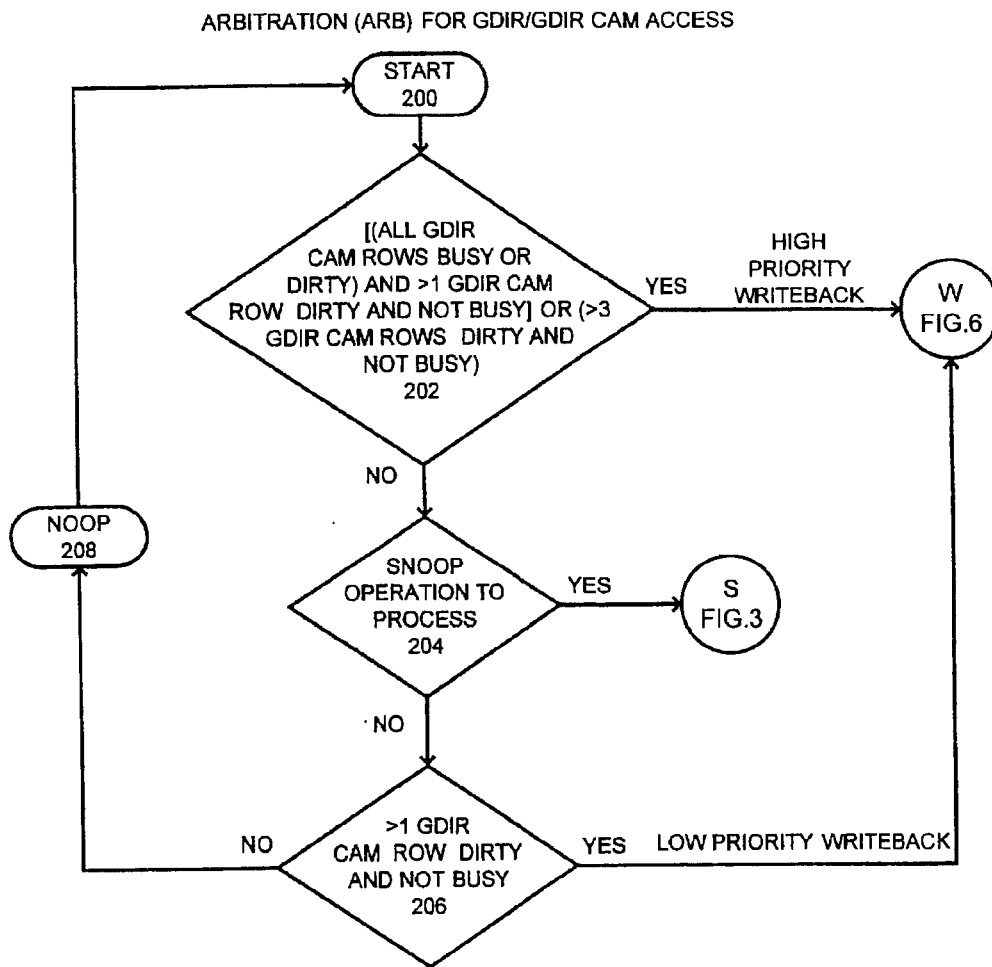 ARBITRATION (ARB) FOR GDIR/GDIR CAM ACCESS
START
200
[(ALL GDIR
CAM ROWS BUSY OR
DIRTY) AND >1 GDIR CAM
ROW DIRTY AND NOT BUSY] OR (>3
GDIR CAM ROWS DIRTY AND
NOT BUSY)
202
YES
HIGH
PRIORITY
WRITEBACK
W
FIG.6
NO
NOOP
208
SNOOP
OPERATION TO
PROCESS
204
YES
S
FIG.3
NO
>1 GDIR
CAM ROW DIRTY
AND NOT BUSY
206
NO
YES
LOW PRIORITY WRITEBACK